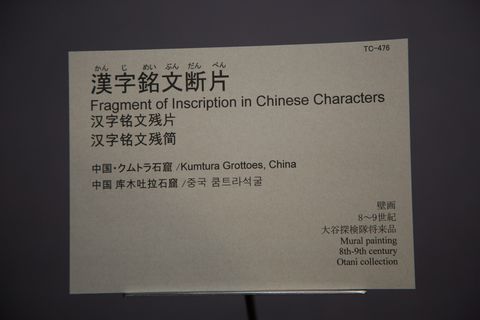 TC-476
かん じ めい ぶん だん ぺん
漢字銘文断片
Fragment of Inscription in Chinese Characters
汉字铭文残片
汉字铭文残简
中国・クムトラ石窟 /Kumtura Grottoes, China
中国 库木吐拉石窟 /중국 쿰트라석굴
壁画
8～9世紀
大谷探検隊将来品
Mural painting
8th-9th century
Otani collection